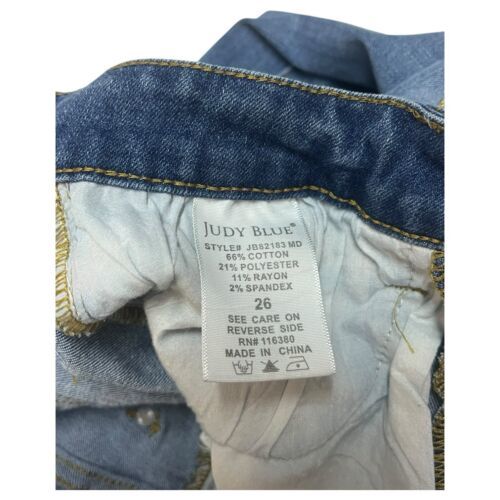 JUDY BLUE®
STYLE# JB82183 MD
66% COTTON
21% POLYESTER
11% RAYON
2% SPANDEX
26
SEE CARE ON
REVERSE SIDE
RN# 116380
MADE IN CHINA